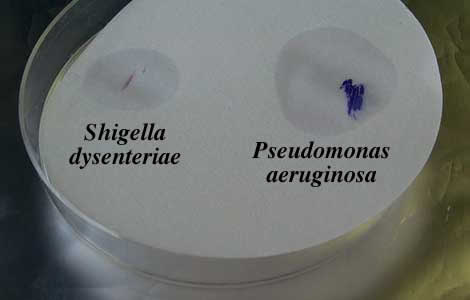 Shigella
dysenteriae
Pseudomonas
aeruginosa